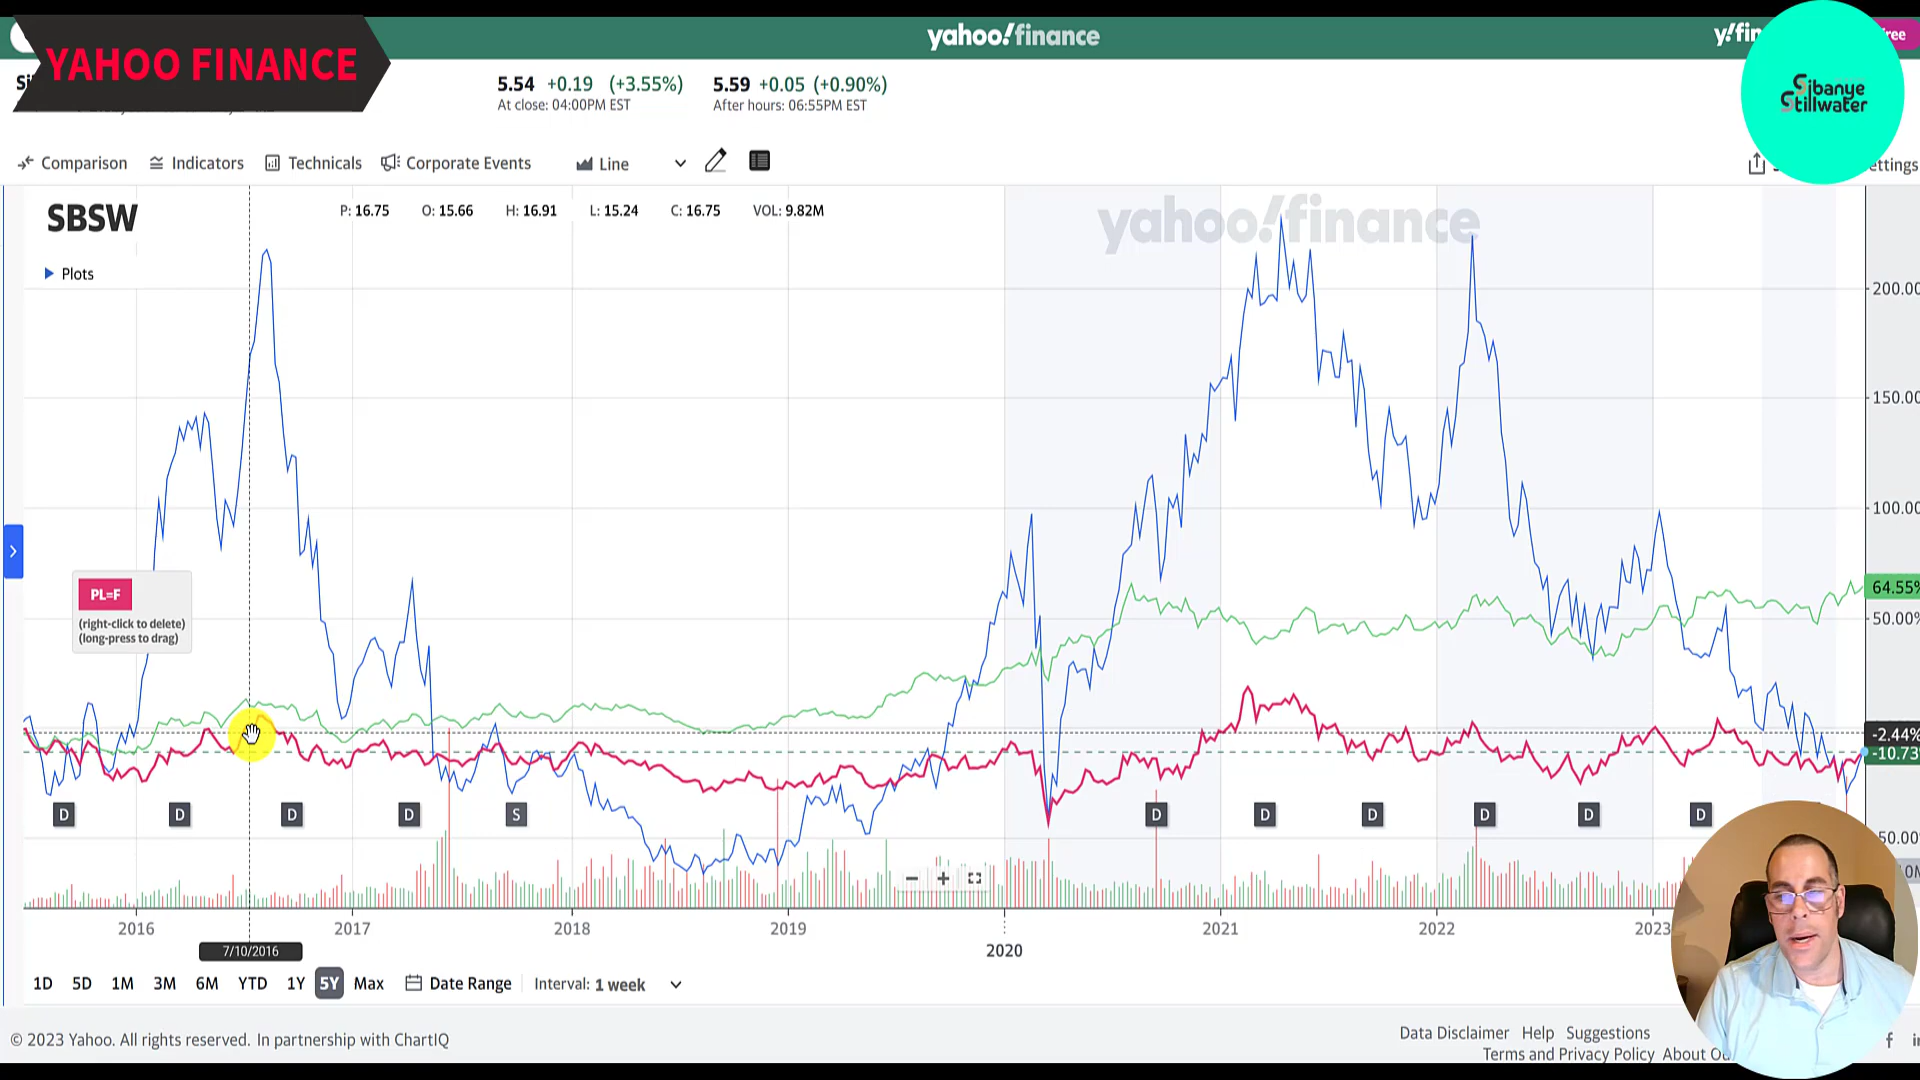 YAHOO FINANCE
yahoo!finance
y!fin
ree
Sibanye
Stillwater
5.54 +0.19 (+3.55%)
At close: 04:00PM EST
5.59 +0.05 (+0.90%)
After hours: 06:55PM EST
Comparison
Indicators
Technicals
Corporate Events
Line
ettings
SBSW
P: 16.75 O: 15.66 H: 16.91 L: 15.24 C: 16.75 VOL: 9.82M
yahoo!finance
Plots
200.00
150.00
100.00
64.55%
50.00%
-2.44%
-10.73
50.00
PL=F
(right-click to delete)
(long-press to drag)
D D D D S D D D D D D
2016 2017 2018 2019 2020 2021 2022 2023
7/10/2016
1D 5D 1M 3M 6M YTD 1Y 5Y Max Date Range Interval: 1 week
© 2023 Yahoo. All rights reserved. In partnership with ChartIQ
Data Disclaimer Help Suggestions
Terms and Privacy Policy About Ou